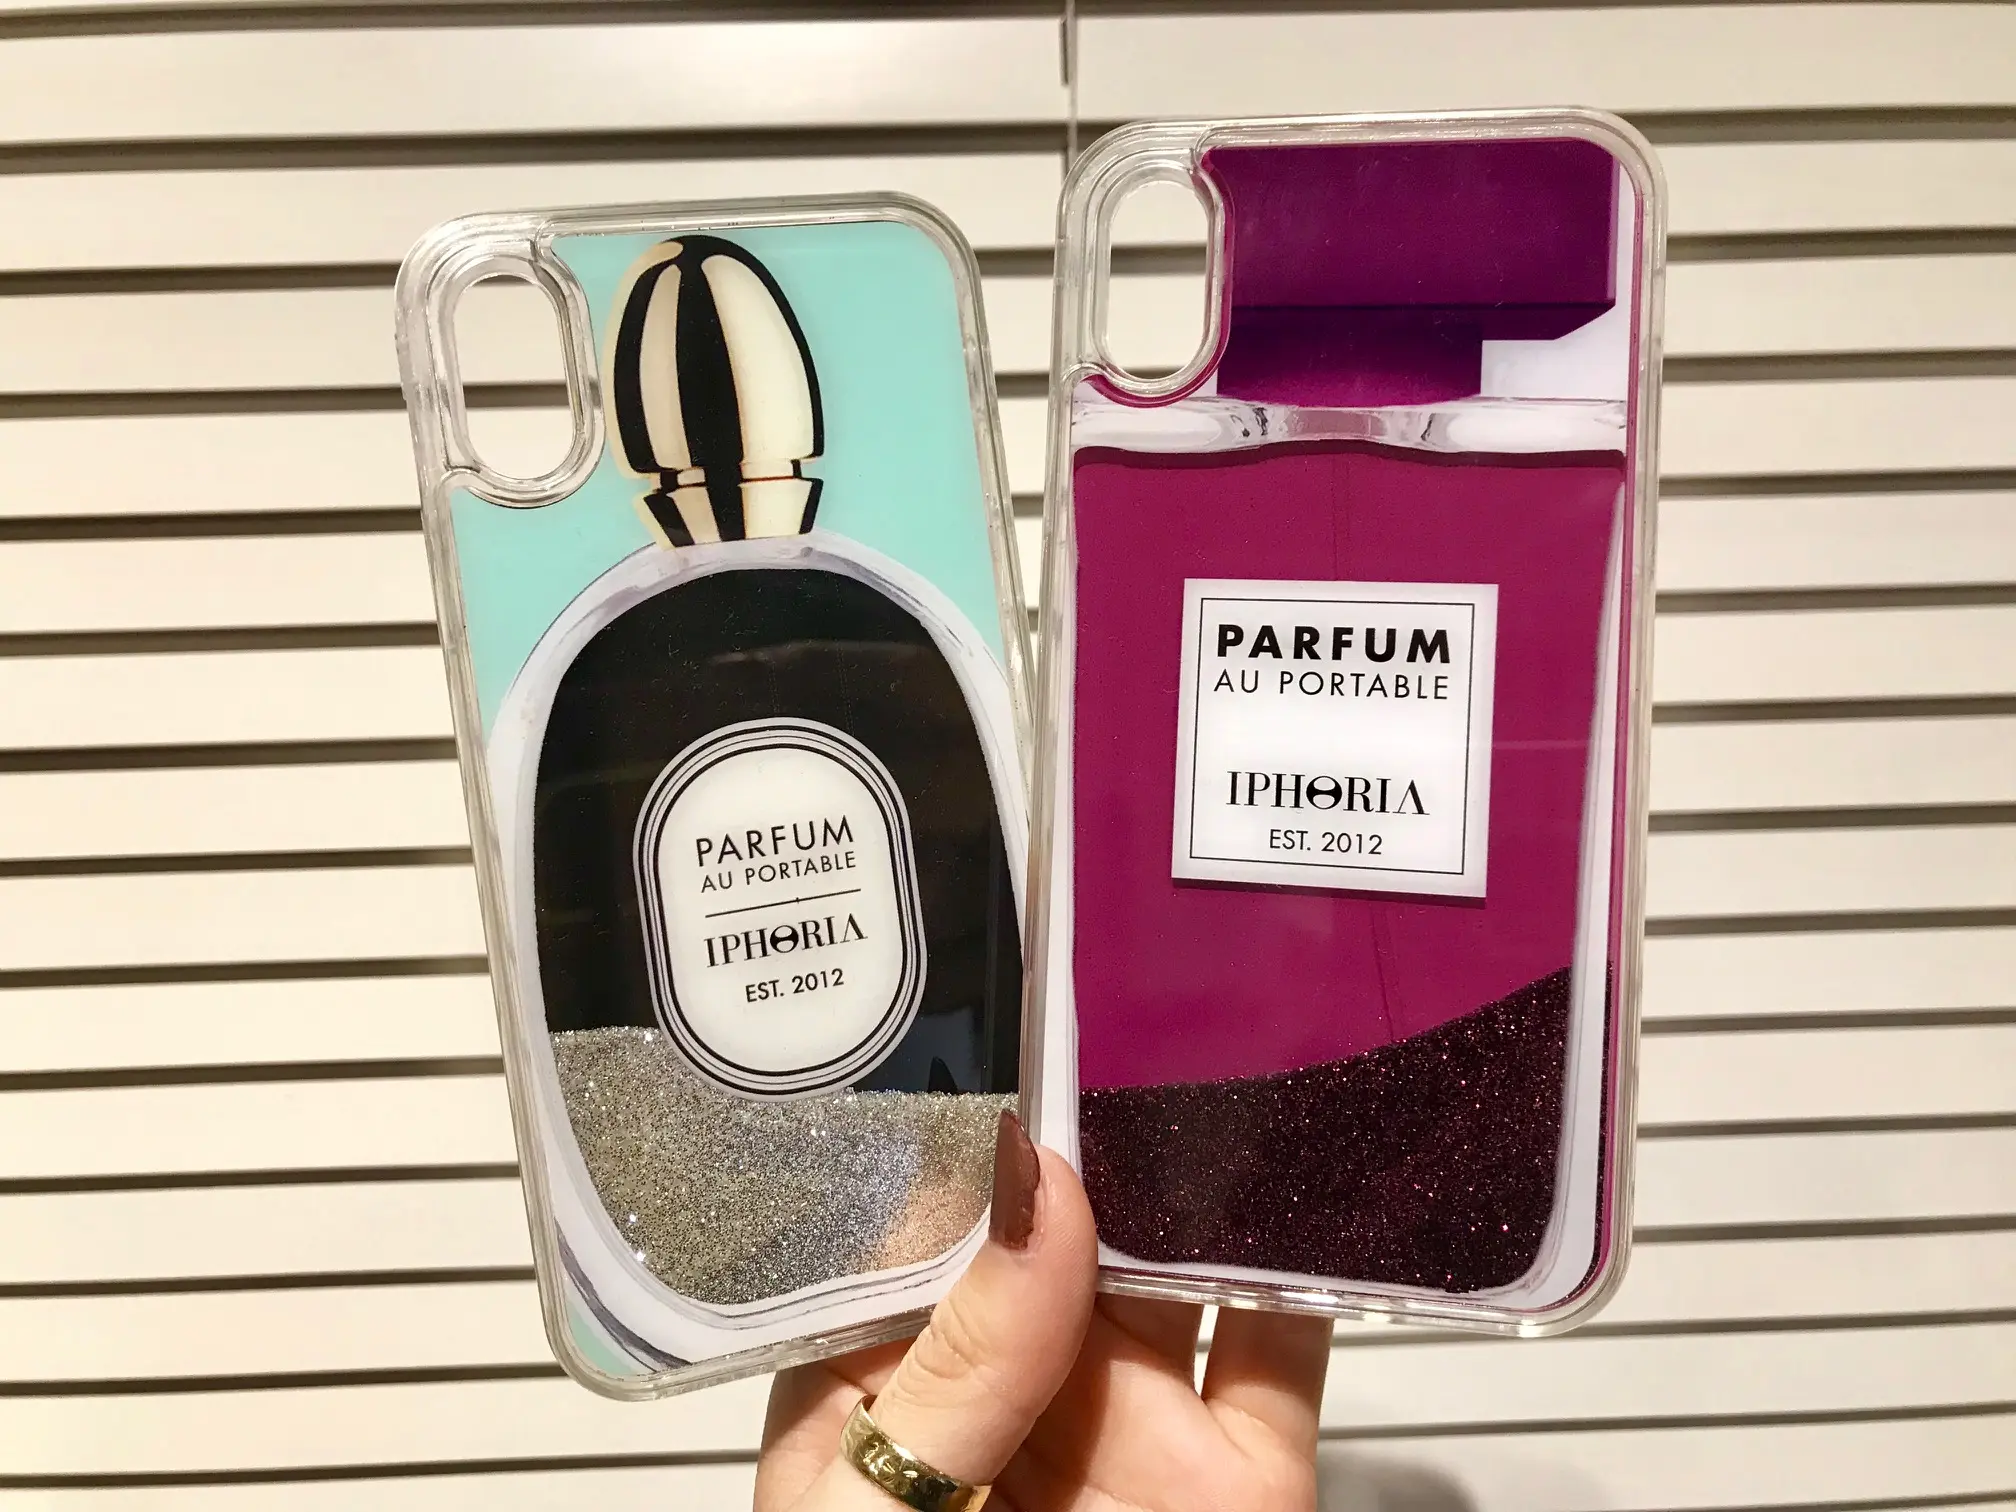 PARFUM
AU PORTABLE
IPHORIA
EST. 2012
PARFUM
AU PORTABLE
IPHORIA
EST. 2012